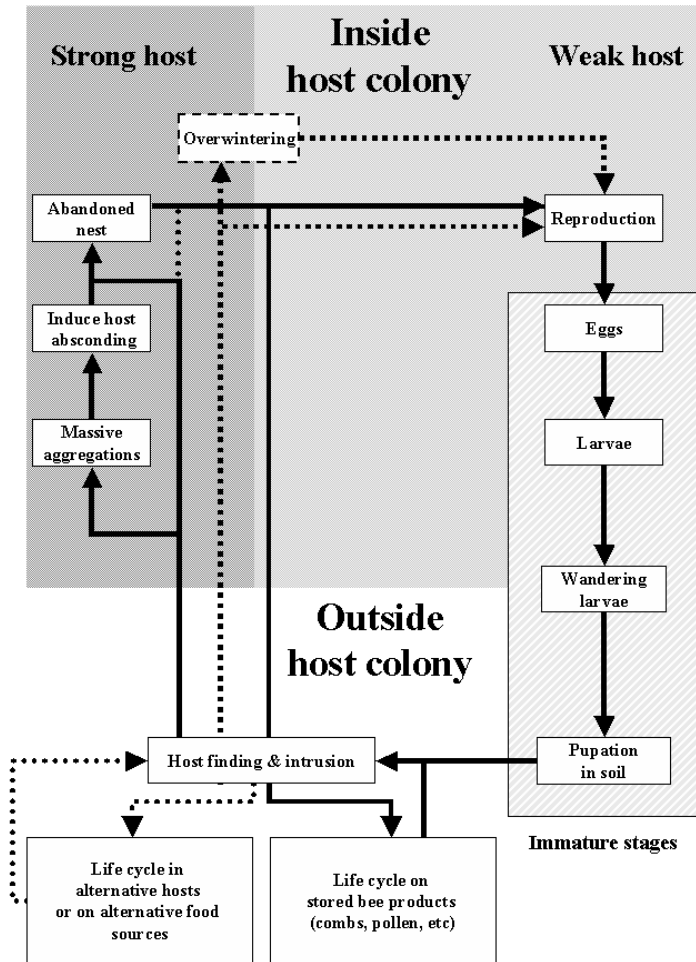 Inside
host colony
Strong host
Weak host
Overwintering
Abandoned
nest
Reproduction
Induce host
absconding
Eggs
Massive
aggregations
Larvae
Wandering
larvae
Outside
host colony
Host finding & intrusion
Pupation
in soil
Immature stages
Life cycle in
alternative hosts
or on alternative food
sources
Life cycle on
stored bee products
(combs, pollen, etc)